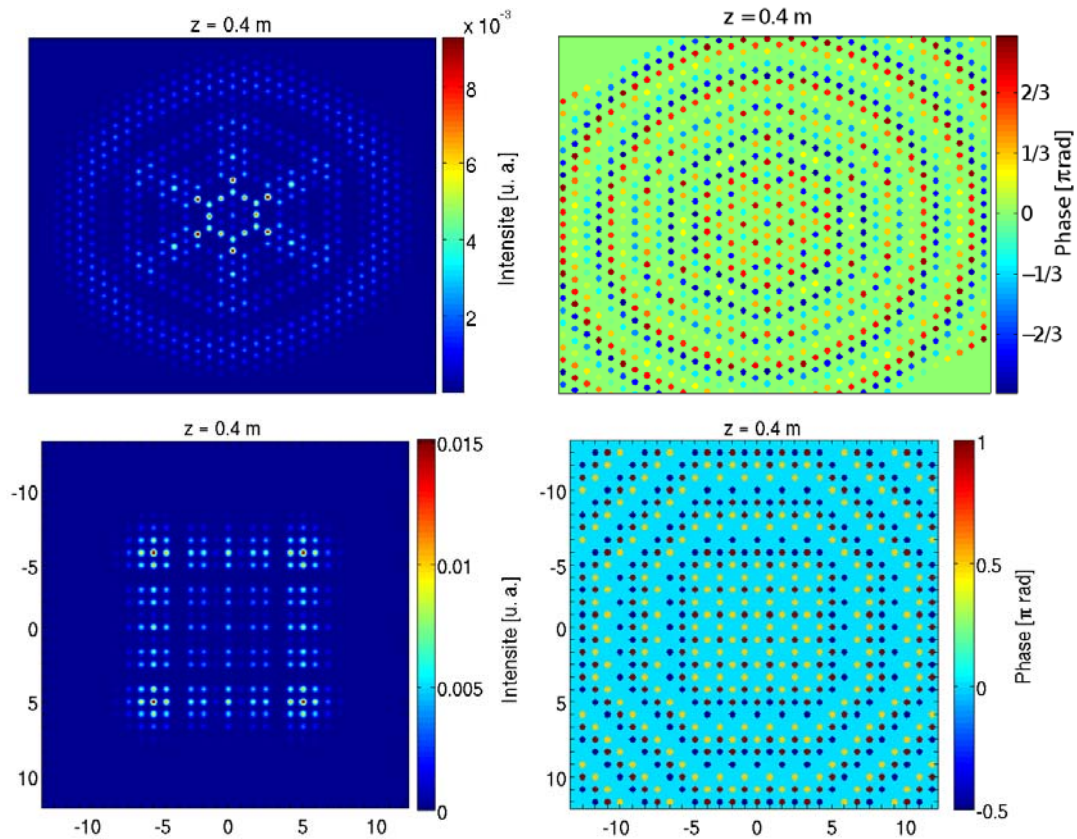 z = 0.4 m
x 10⁻³
8
6
4
2
Intensite [u. a.]
z =0.4 m
2/3
1/3
0
−1/3
−2/3
Phase [πrad]
z = 0.4 m
-10
-5
0
5
10
-10 -5 0 5 10
0.015
0.01
0.005
0
Intensite [u. a.]
z = 0.4 m
-10
-5
0
5
10
-10 -5 0 5 10
1
0.5
0
-0.5
Phase [π rad]